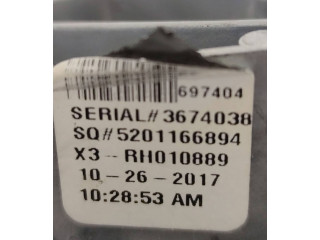 697404
SERIAL# 3674038
SQ# 5201166894
X3 - RH010889
10 - 26 - 2017
10:28:53 AM